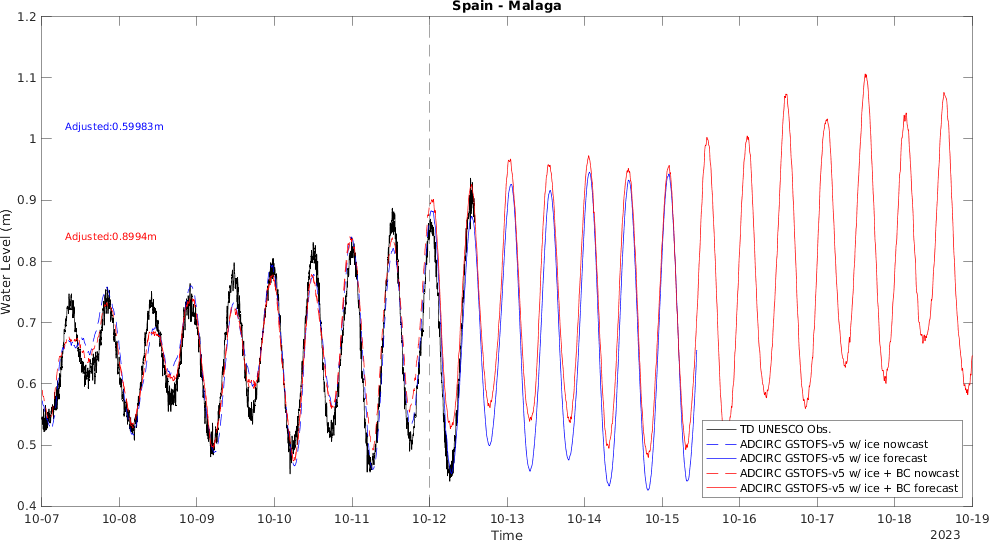 Spain - Malaga
1.2
1.1
1
0.9
0.8
0.7
0.6
0.5
0.4
Water Level (m)
Adjusted:0.59983m
Adjusted:0.8994m
TD UNESCO Obs.
ADCIRC GSTOFS-v5 w/ ice nowcast
ADCIRC GSTOFS-v5 w/ ice forecast
ADCIRC GSTOFS-v5 w/ ice + BC nowcast
ADCIRC GSTOFS-v5 w/ ice + BC forecast
10-07 10-08 10-09 10-10 10-11 10-12 10-13 10-14 10-15 10-16 10-17 10-18 10-19
Time
2023